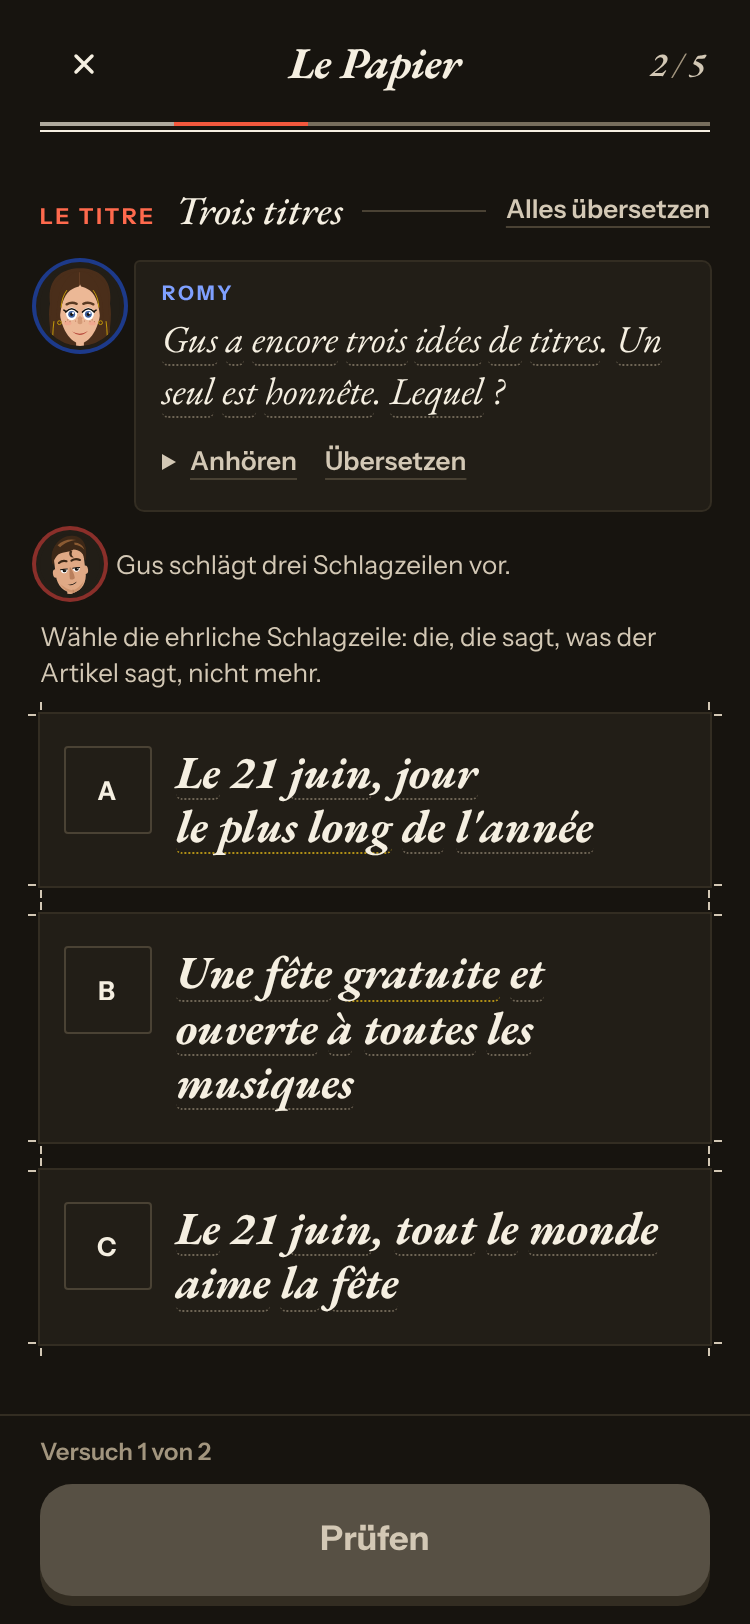 Le Papier
2 / 5
LE TITRE Trois titres Alles übersetzen
ROMY
Gus a encore trois idées de titres. Un
seul est honnête. Lequel ?
Anhören Übersetzen
Gus schlägt drei Schlagzeilen vor.
Wähle die ehrliche Schlagzeile: die, die sagt, was der
Artikel sagt, nicht mehr.
A
Le 21 juin, jour
le plus long de l'année
B
Une fête gratuite et
ouverte à toutes les
musiques
C
Le 21 juin, tout le monde
aime la fête
Versuch 1 von 2
Prüfen